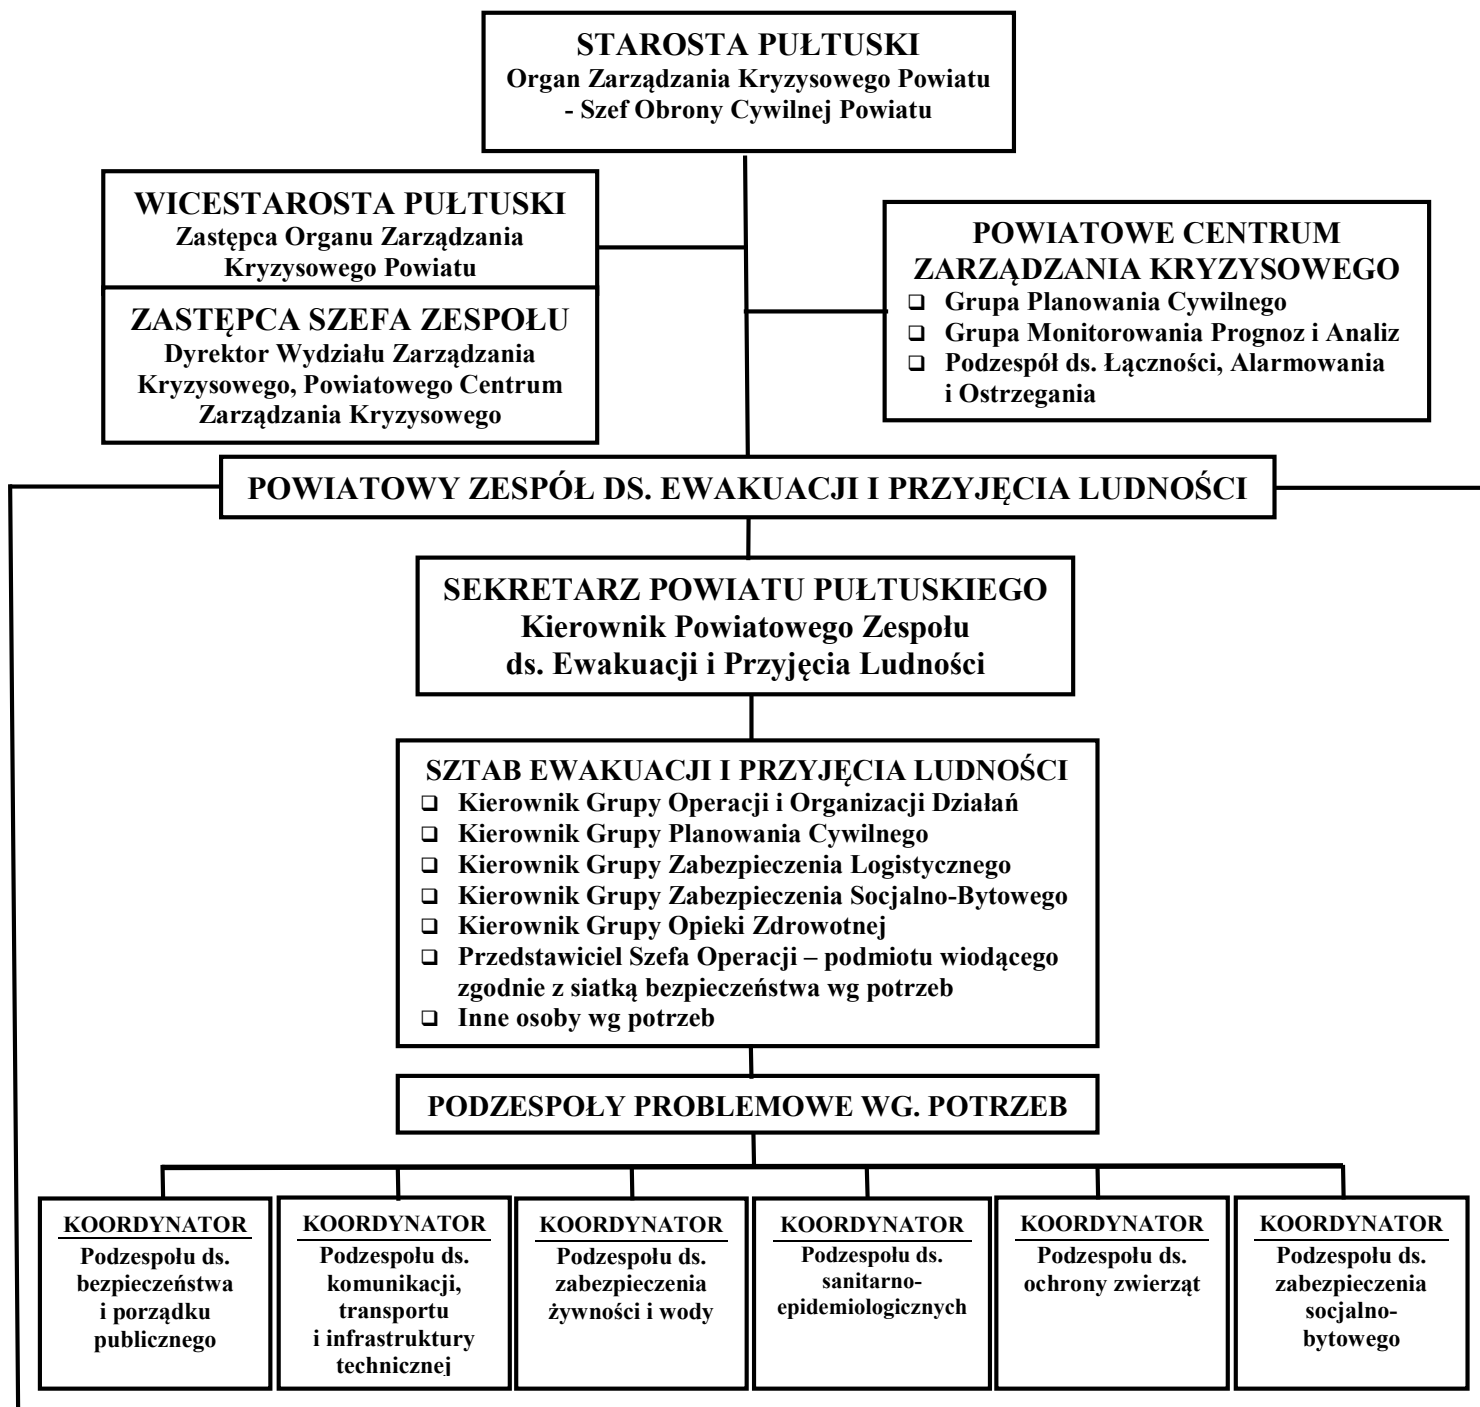 STAROSTA PUŁTUSKI
Organ Zarządzania Kryzysowego Powiatu
- Szef Obrony Cywilnej Powiatu
WICESTAROSTA PUŁTUSKI
Zastępca Organu Zarządzania
Kryzysowego Powiatu
ZASTĘPCA SZEFA ZESPOŁU
Dyrektor Wydziału Zarządzania
Kryzysowego, Powiatowego Centrum
Zarządzania Kryzysowego
POWIATOWE CENTRUM
ZARZĄDZANIA KRYZYSOWEGO
❑ Grupa Planowania Cywilnego
❑ Grupa Monitorowania Prognoz i Analiz
❑ Podzespół ds. Łączności, Alarmowania
i Ostrzegania
POWIATOWY ZESPÓŁ DS. EWAKUACJI I PRZYJĘCIA LUDNOŚCI
SEKRETARZ POWIATU PUŁTUSKIEGO
Kierownik Powiatowego Zespołu
ds. Ewakuacji i Przyjęcia Ludności
SZTAB EWAKUACJI I PRZYJĘCIA LUDNOŚCI
❑ Kierownik Grupy Operacji i Organizacji Działań
❑ Kierownik Grupy Planowania Cywilnego
❑ Kierownik Grupy Zabezpieczenia Logistycznego
❑ Kierownik Grupy Zabezpieczenia Socjalno-Bytowego
❑ Kierownik Grupy Opieki Zdrowotnej
❑ Przedstawiciel Szefa Operacji – podmiotu wiodącego
zgodnie z siatką bezpieczeństwa wg potrzeb
❑ Inne osoby wg potrzeb
PODZESPOŁY PROBLEMOWE WG. POTRZEB
KOORDYNATOR
Podzespołu ds.
bezpieczeństwa
i porządku
publicznego
KOORDYNATOR
Podzespołu ds.
komunikacji,
transportu
i infrastruktury
technicznej
KOORDYNATOR
Podzespołu ds.
zabezpieczenia
żywności i wody
KOORDYNATOR
Podzespołu ds.
sanitarno-
epidemiologicznych
KOORDYNATOR
Podzespołu ds.
ochrony zwierząt
KOORDYNATOR
Podzespołu ds.
zabezpieczenia
socjalno-
bytowego